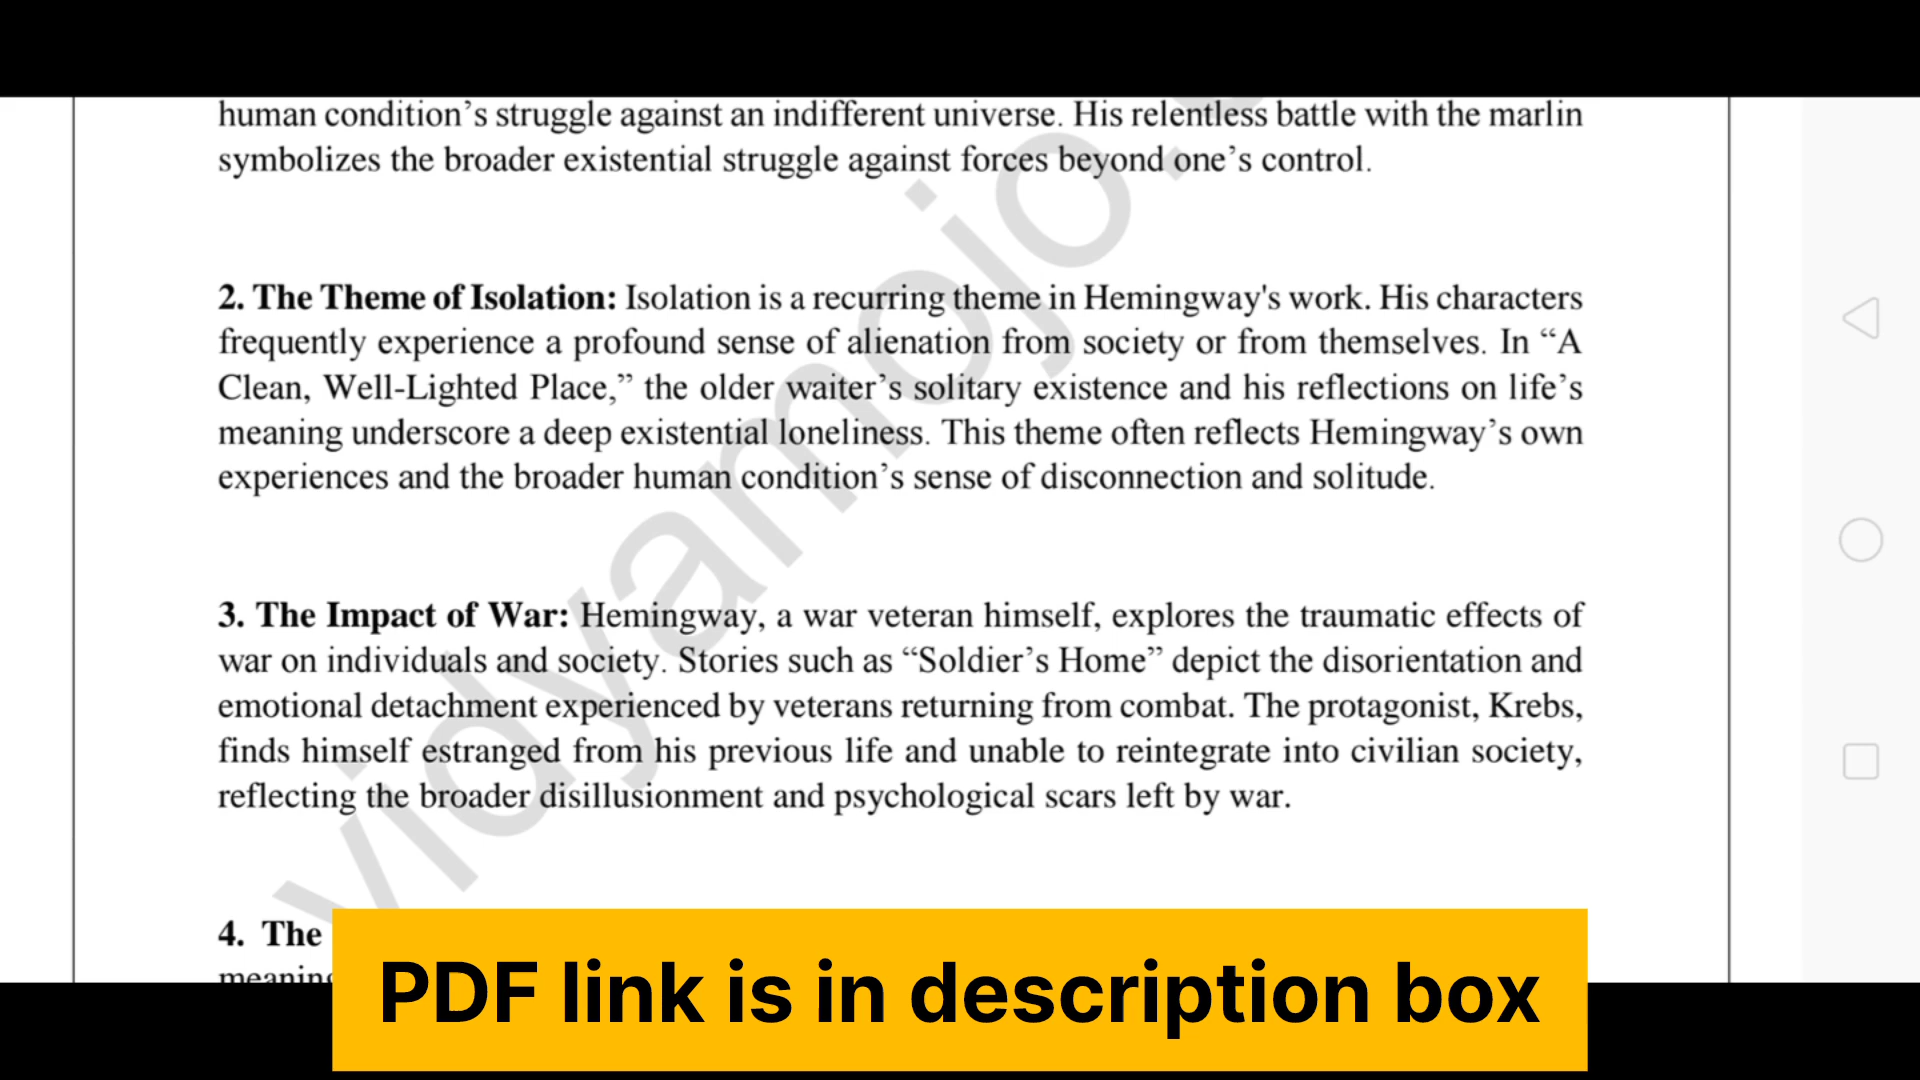 human condition’s struggle against an indifferent universe. His relentless battle with the marlin
symbolizes the broader existential struggle against forces beyond one’s control.
2. The Theme of Isolation: Isolation is a recurring theme in Hemingway's work. His characters
frequently experience a profound sense of alienation from society or from themselves. In “A
Clean, Well-Lighted Place,” the older waiter’s solitary existence and his reflections on life’s
meaning underscore a deep existential loneliness. This theme often reflects Hemingway’s own
experiences and the broader human condition’s sense of disconnection and solitude.
3. The Impact of War: Hemingway, a war veteran himself, explores the traumatic effects of
war on individuals and society. Stories such as “Soldier’s Home” depict the disorientation and
emotional detachment experienced by veterans returning from combat. The protagonist, Krebs,
finds himself estranged from his previous life and unable to reintegrate into civilian society,
reflecting the broader disillusionment and psychological scars left by war.
4. The
meaning
PDF link is in description box
vidyamojo.